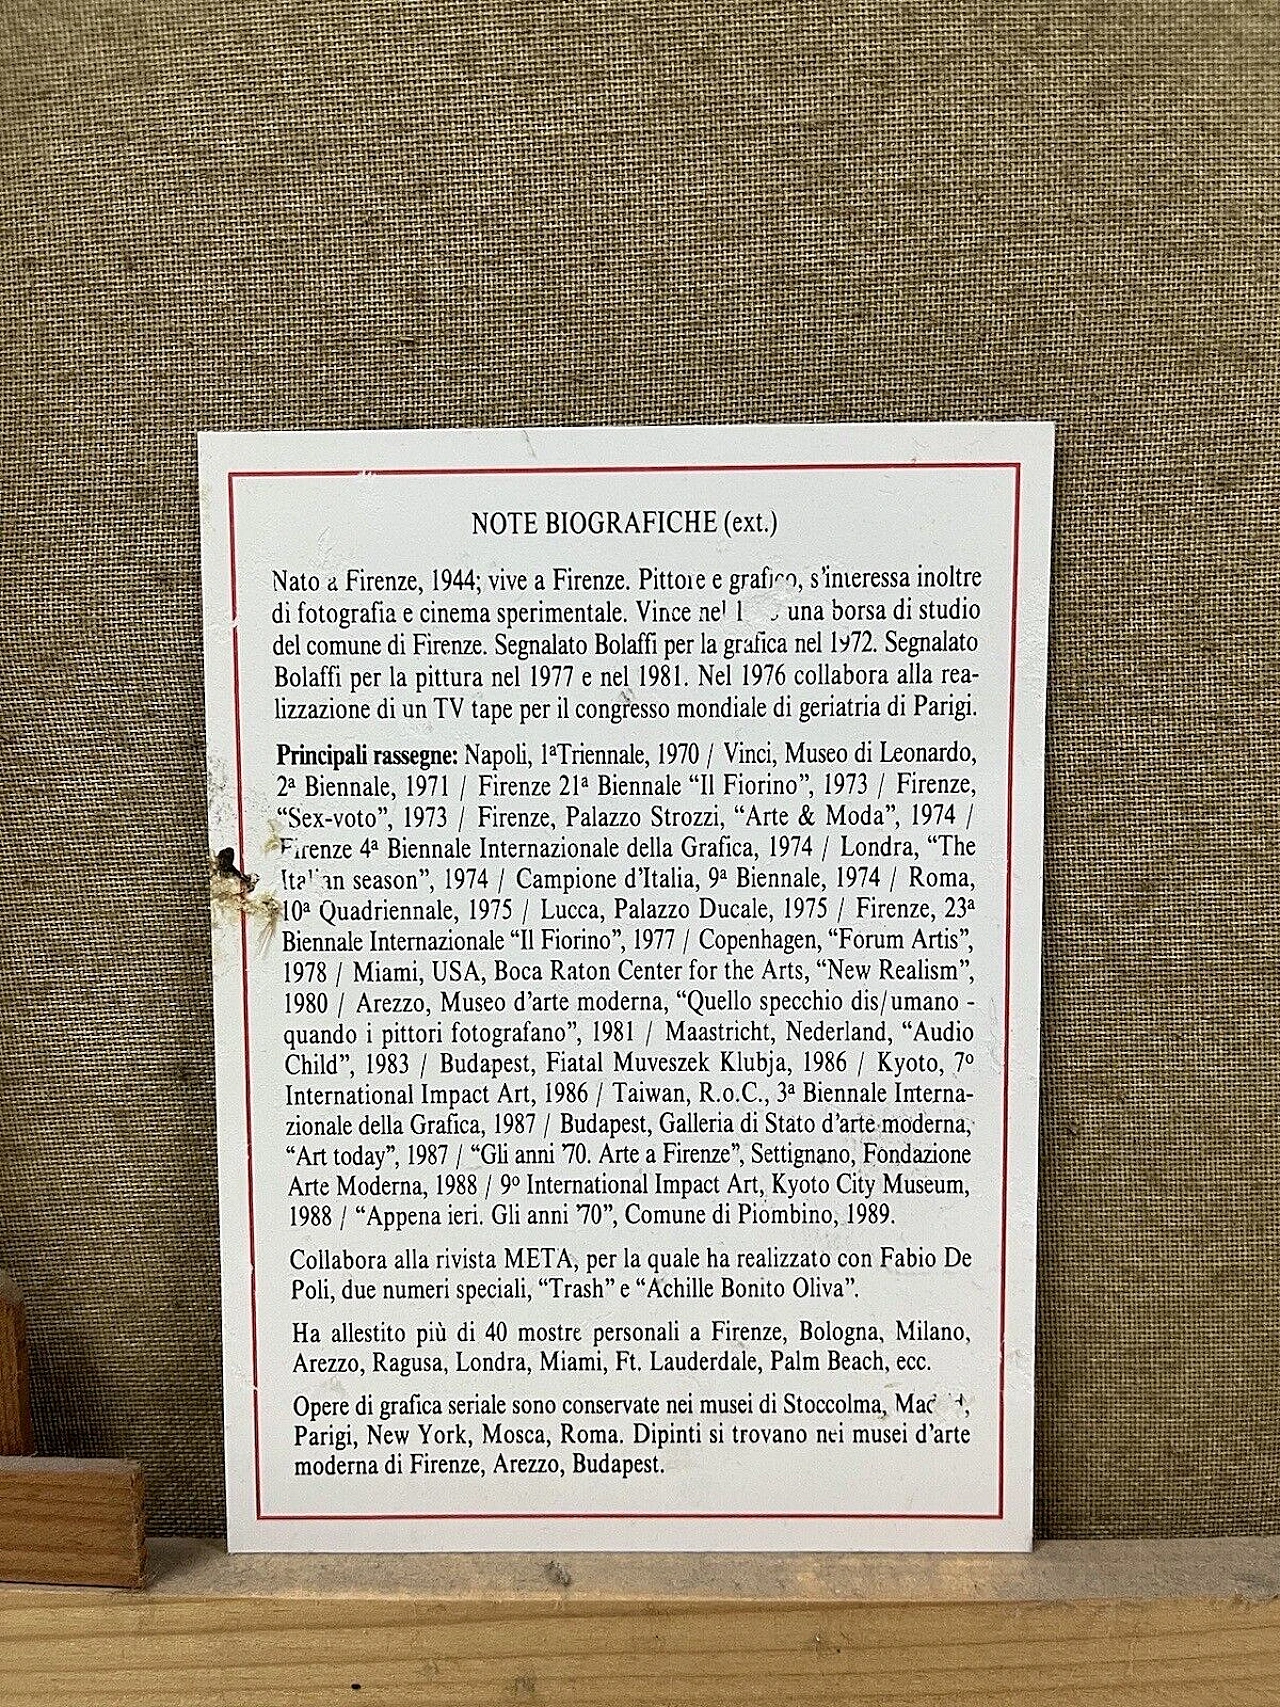 NOTE BIOGRAFICHE (ext.)
Nato a Firenze, 1944; vive a Firenze. Pittore e grafico, s'interessa inoltre
di fotografia e cinema sperimentale. Vince nel una borsa di studio
del comune di Firenze. Segnalato Bolaffi per la grafica nel 1972. Segnalato
Bolaffi per la pittura nel 1977 e nel 1981. Nel 1976 collabora alla rea-
lizzazione di un TV tape per il congresso mondiale di geriatria di Parigi.
Principali rassegne: Napoli, 1ªTriennale, 1970 / Vinci, Museo di Leonardo,
2ª Biennale, 1971 / Firenze 21ª Biennale “Il Fiorino”, 1973 / Firenze,
“Sex-voto”, 1973 / Firenze, Palazzo Strozzi, “Arte & Moda”, 1974 /
Firenze 4ª Biennale Internazionale della Grafica, 1974 / Londra, “The
Italian season”, 1974 / Campione d'Italia, 9ª Biennale, 1974 / Roma,
10ª Quadriennale, 1975 / Lucca, Palazzo Ducale, 1975 / Firenze, 23ª
Biennale Internazionale “Il Fiorino”, 1977 / Copenhagen, “Forum Artis”,
1978 / Miami, USA, Boca Raton Center for the Arts, “New Realism”,
1980 / Arezzo, Museo d'arte moderna, “Quello specchio dis/umano -
quando i pittori fotografano”, 1981 / Maastricht, Nederland, “Audio
Child”, 1983 / Budapest, Fiatal Muveszek Klubja, 1986 / Kyoto, 7º
International Impact Art, 1986 / Taiwan, R.o.C., 3ª Biennale Interna-
zionale della Grafica, 1987 / Budapest, Galleria di Stato d'arte moderna,
“Art today”, 1987 / “Gli anni '70. Arte a Firenze”, Settignano, Fondazione
Arte Moderna, 1988 / 9º International Impact Art, Kyoto City Museum,
1988 / “Appena ieri. Gli anni '70”, Comune di Piombino, 1989.
Collabora alla rivista META, per la quale ha realizzato con Fabio De
Poli, due numeri speciali, “Trash” e “Achille Bonito Oliva”.
Ha allestito più di 40 mostre personali a Firenze, Bologna, Milano,
Arezzo, Ragusa, Londra, Miami, Ft. Lauderdale, Palm Beach, ecc.
Opere di grafica seriale sono conservate nei musei di Stoccolma, Madrid,
Parigi, New York, Mosca, Roma. Dipinti si trovano nei musei d'arte
moderna di Firenze, Arezzo, Budapest.